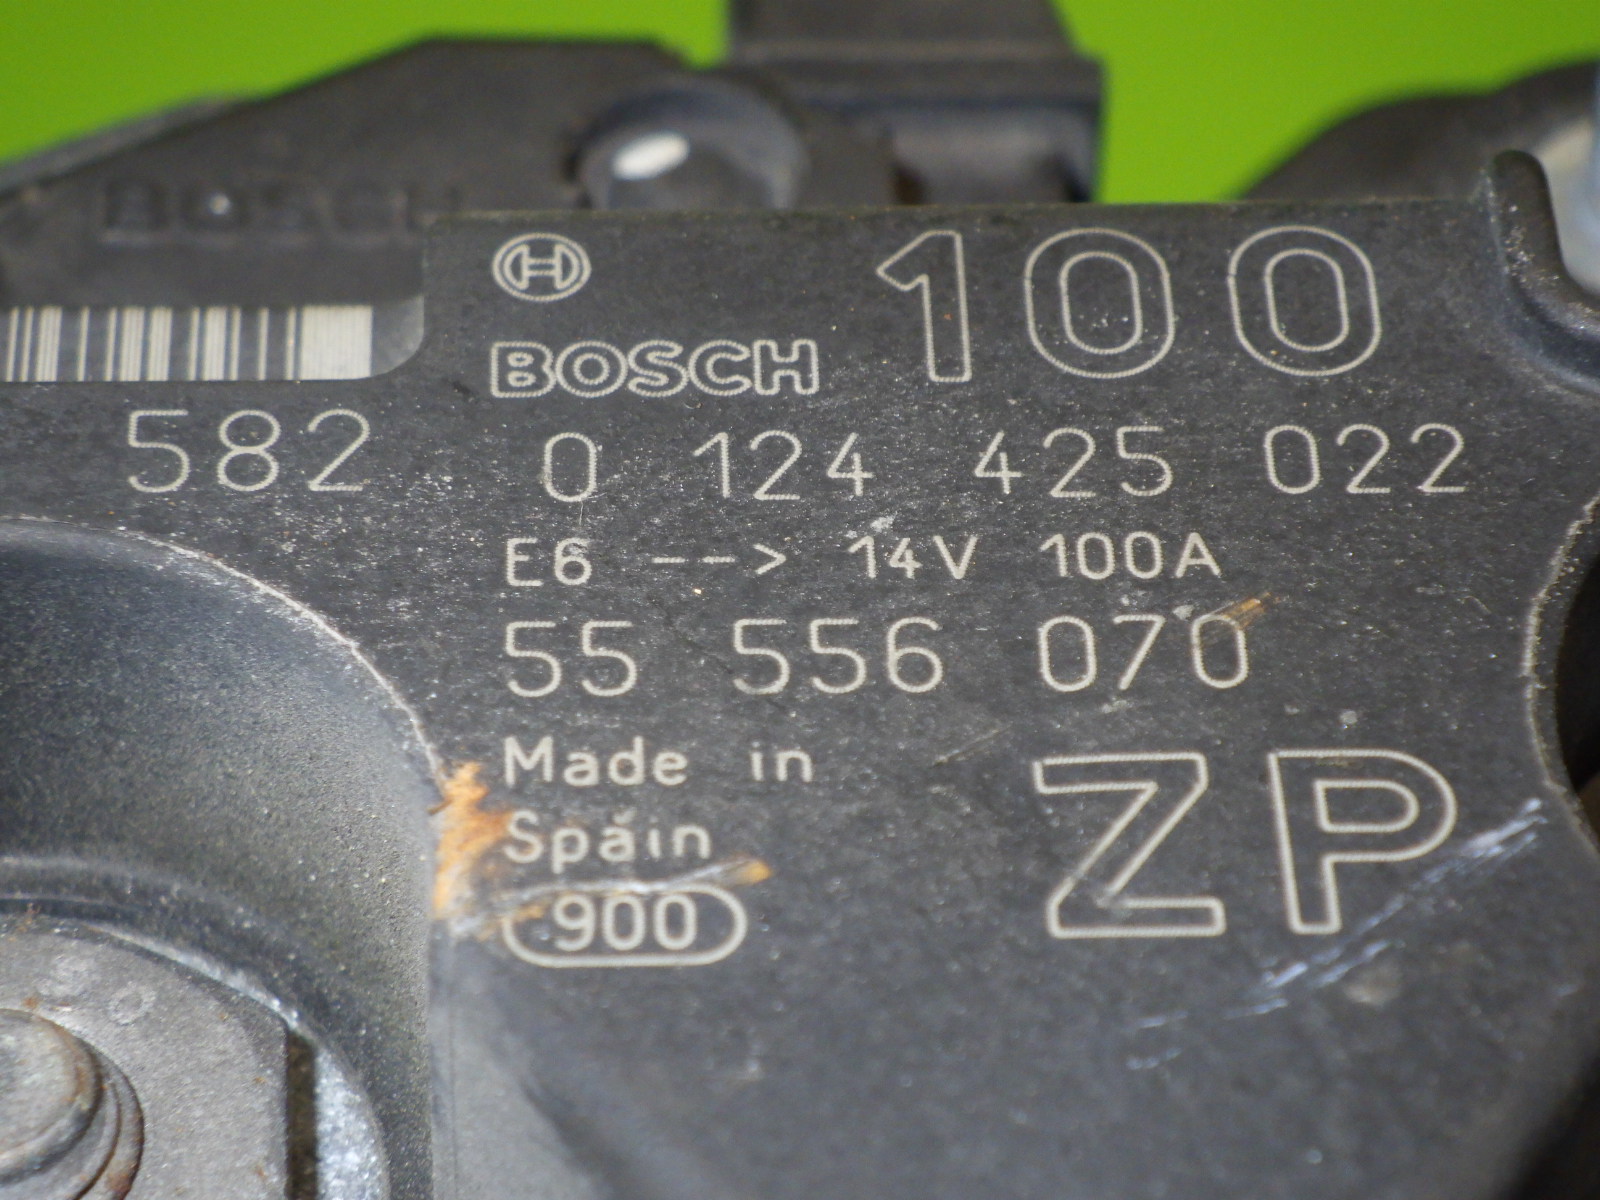 BOSCH
100
BOSCH
582
0 124 425 022
E6 --> 14V 100A
55 556 070
Made in
Spain
ZP
900